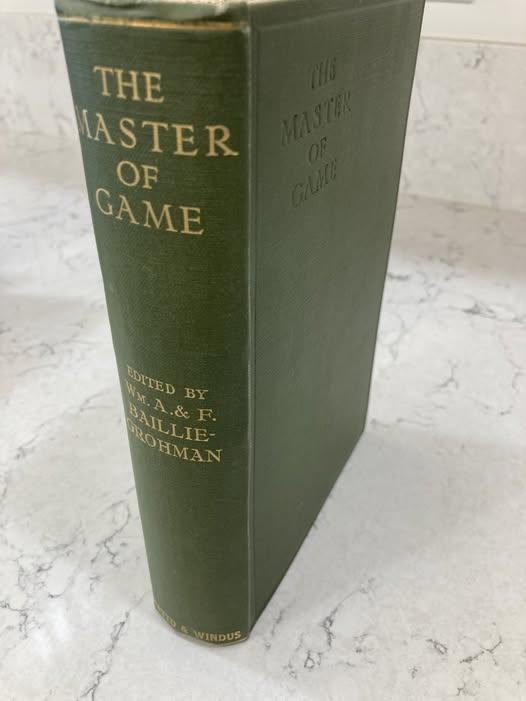 THE
MASTER
OF
GAME
EDITED BY
WM. A. & F.
BAILLIE-
GROHMAN
& WINDUS
THE
MASTER
OF
GAME